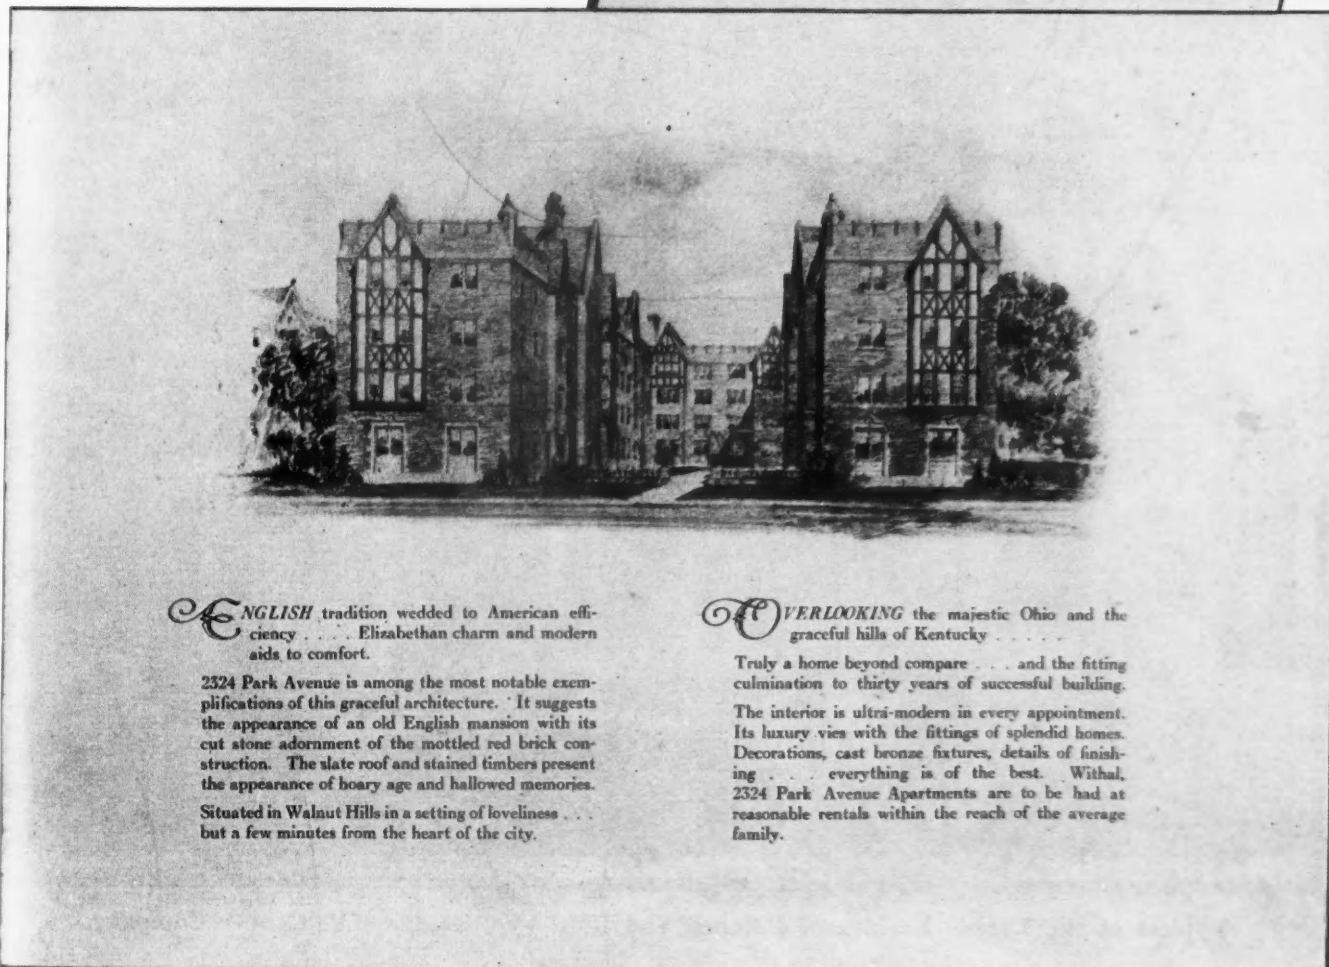 ENGLISH tradition wedded to American effi-
ciency . . . . Elizabethan charm and modern
aids to comfort.
2324 Park Avenue is among the most notable exem-
plifications of this graceful architecture. It suggests
the appearance of an old English mansion with its
cut stone adornment of the mottled red brick con-
struction. The slate roof and stained timbers present
the appearance of hoary age and hallowed memories.
Situated in Walnut Hills in a setting of loveliness . . .
but a few minutes from the heart of the city.
OVERLOOKING the majestic Ohio and the
graceful hills of Kentucky . . . . .
Truly a home beyond compare . . . and the fitting
culmination to thirty years of successful building.
The interior is ultra-modern in every appointment.
Its luxury vies with the fittings of splendid homes.
Decorations, cast bronze fixtures, details of finish-
ing . . . everything is of the best. Withal,
2324 Park Avenue Apartments are to be had at
reasonable rentals within the reach of the average
family.